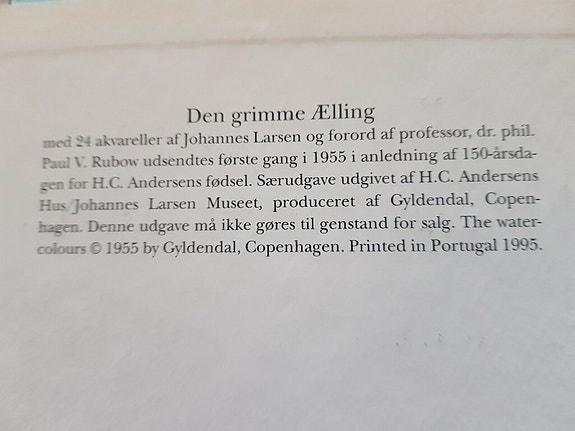 Den grimme Ælling
med 24 akvareller af Johannes Larsen og forord af professor, dr. phil.
Paul V. Rubow udsendtes første gang i 1955 i anledning af 150-årsda-
gen for H.C. Andersens fødsel. Særudgave udgivet af H.C. Andersens
Hus/Johannes Larsen Museet, produceret af Gyldendal, Copen-
hagen. Denne udgave må ikke gøres til genstand for salg. The water-
colours © 1955 by Gyldendal, Copenhagen. Printed in Portugal 1995.